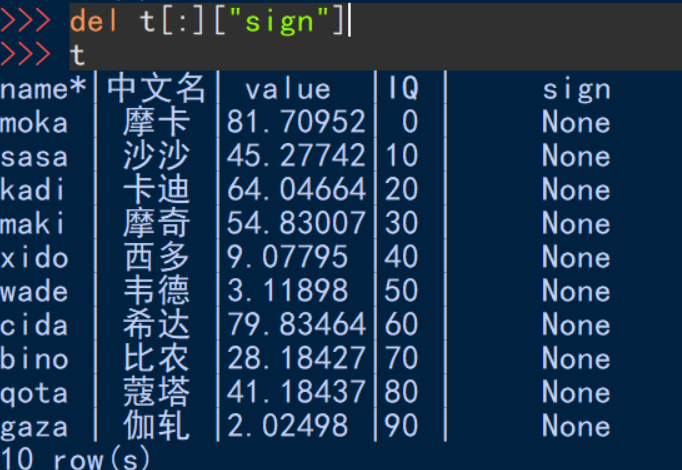 >>> del t[:]["sign"]
>>> t
name*|中文名| value |IQ | sign
moka | 摩卡 |81.70952| 0 | None
sasa | 沙沙 |45.27742|10 | None
kadi | 卡迪 |64.04664|20 | None
maki | 摩奇 |54.83007|30 | None
xido | 西多 |9.07795 |40 | None
wade | 韦德 |3.11898 |50 | None
cida | 希达 |79.83464|60 | None
bino | 比农 |28.18427|70 | None
qota | 蔻塔 |41.18437|80 | None
gaza | 伽轧 |2.02498 |90 | None
10 row(s)